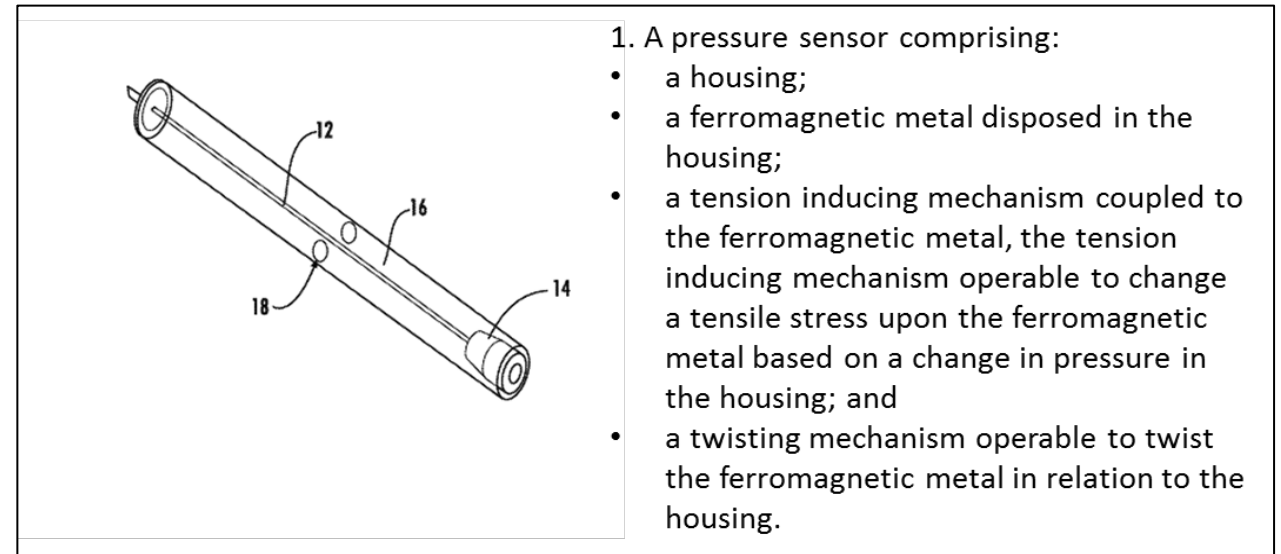 1. A pressure sensor comprising:
• a housing;
• a ferromagnetic metal disposed in the
housing;
• a tension inducing mechanism coupled to
the ferromagnetic metal, the tension
inducing mechanism operable to change
a tensile stress upon the ferromagnetic
metal based on a change in pressure in
the housing; and
• a twisting mechanism operable to twist
the ferromagnetic metal in relation to the
housing.
12
16
14
18